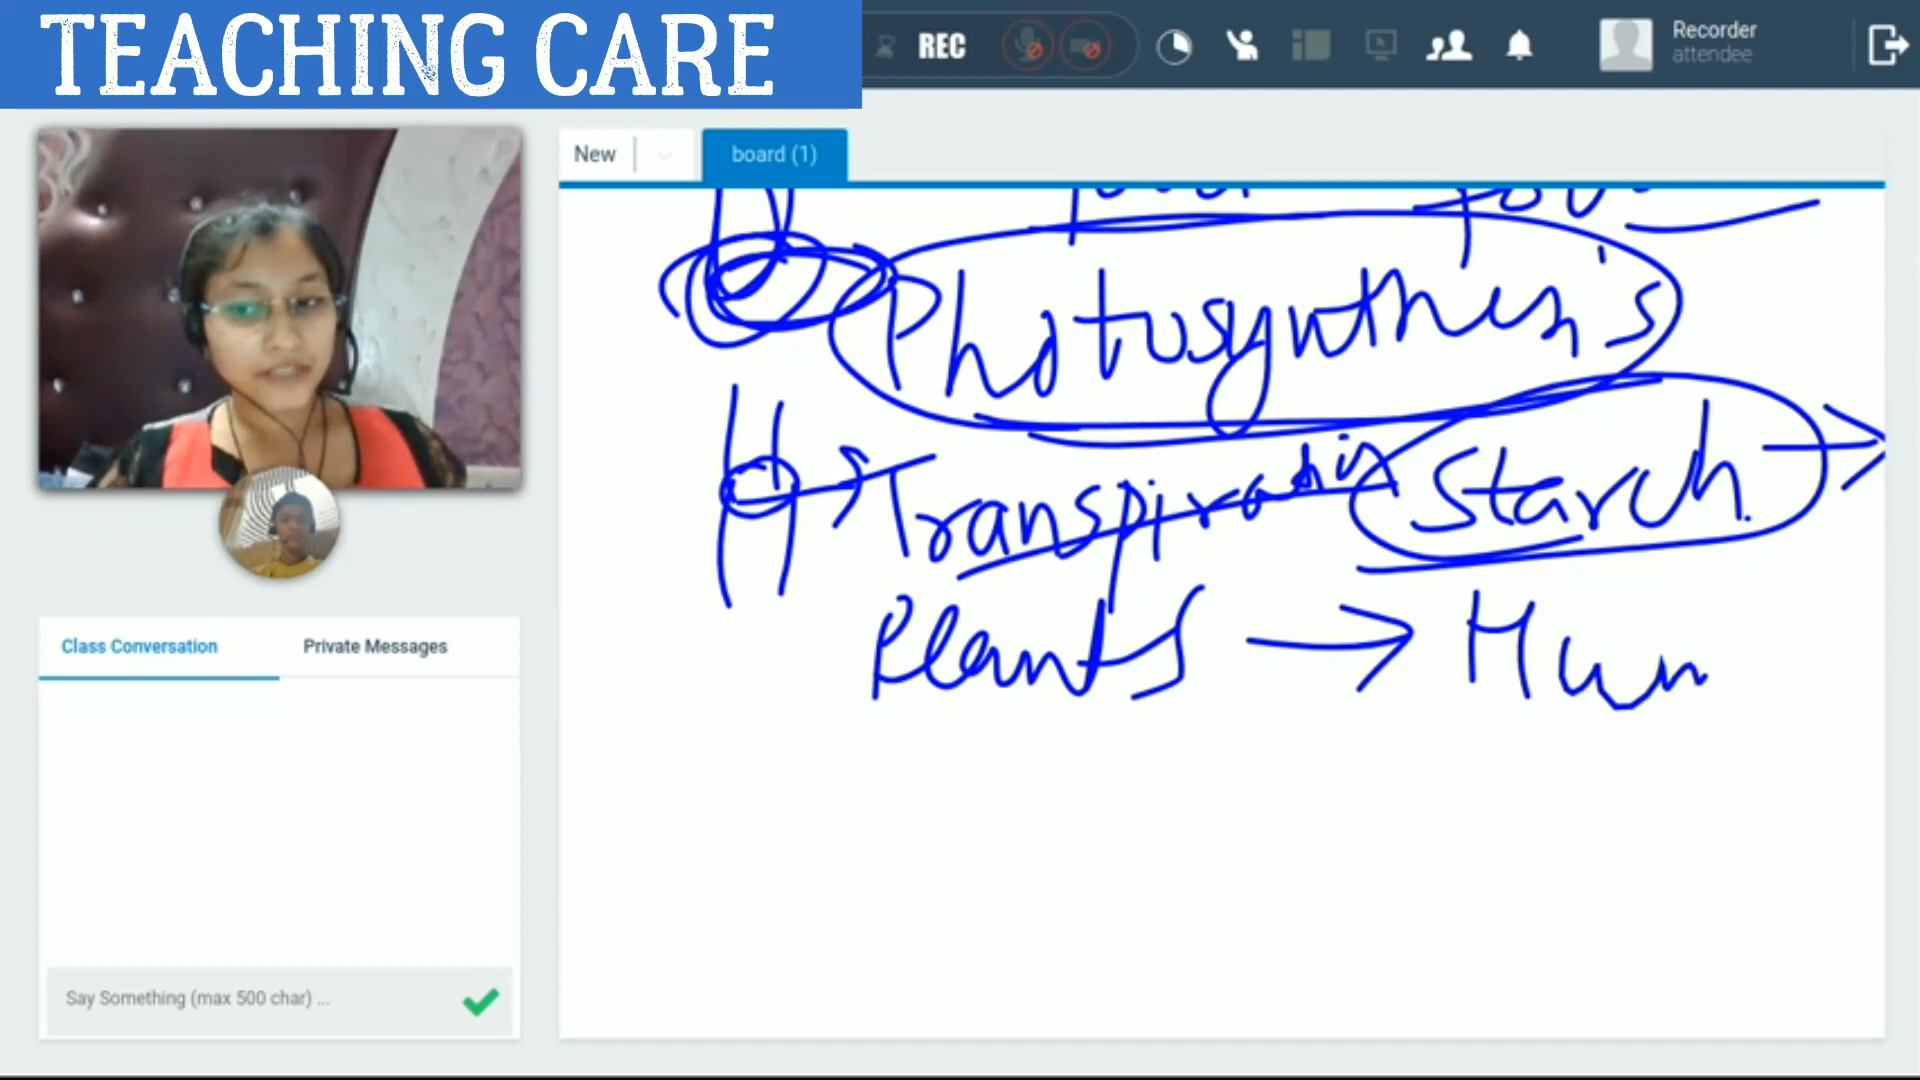 TEACHING CARE
REC
Recorder
attendee
New
board (1)
Photosynthesis
Transpiration Starch.
Plants → Hum
Class Conversation
Private Messages
Say Something (max 500 char) ...